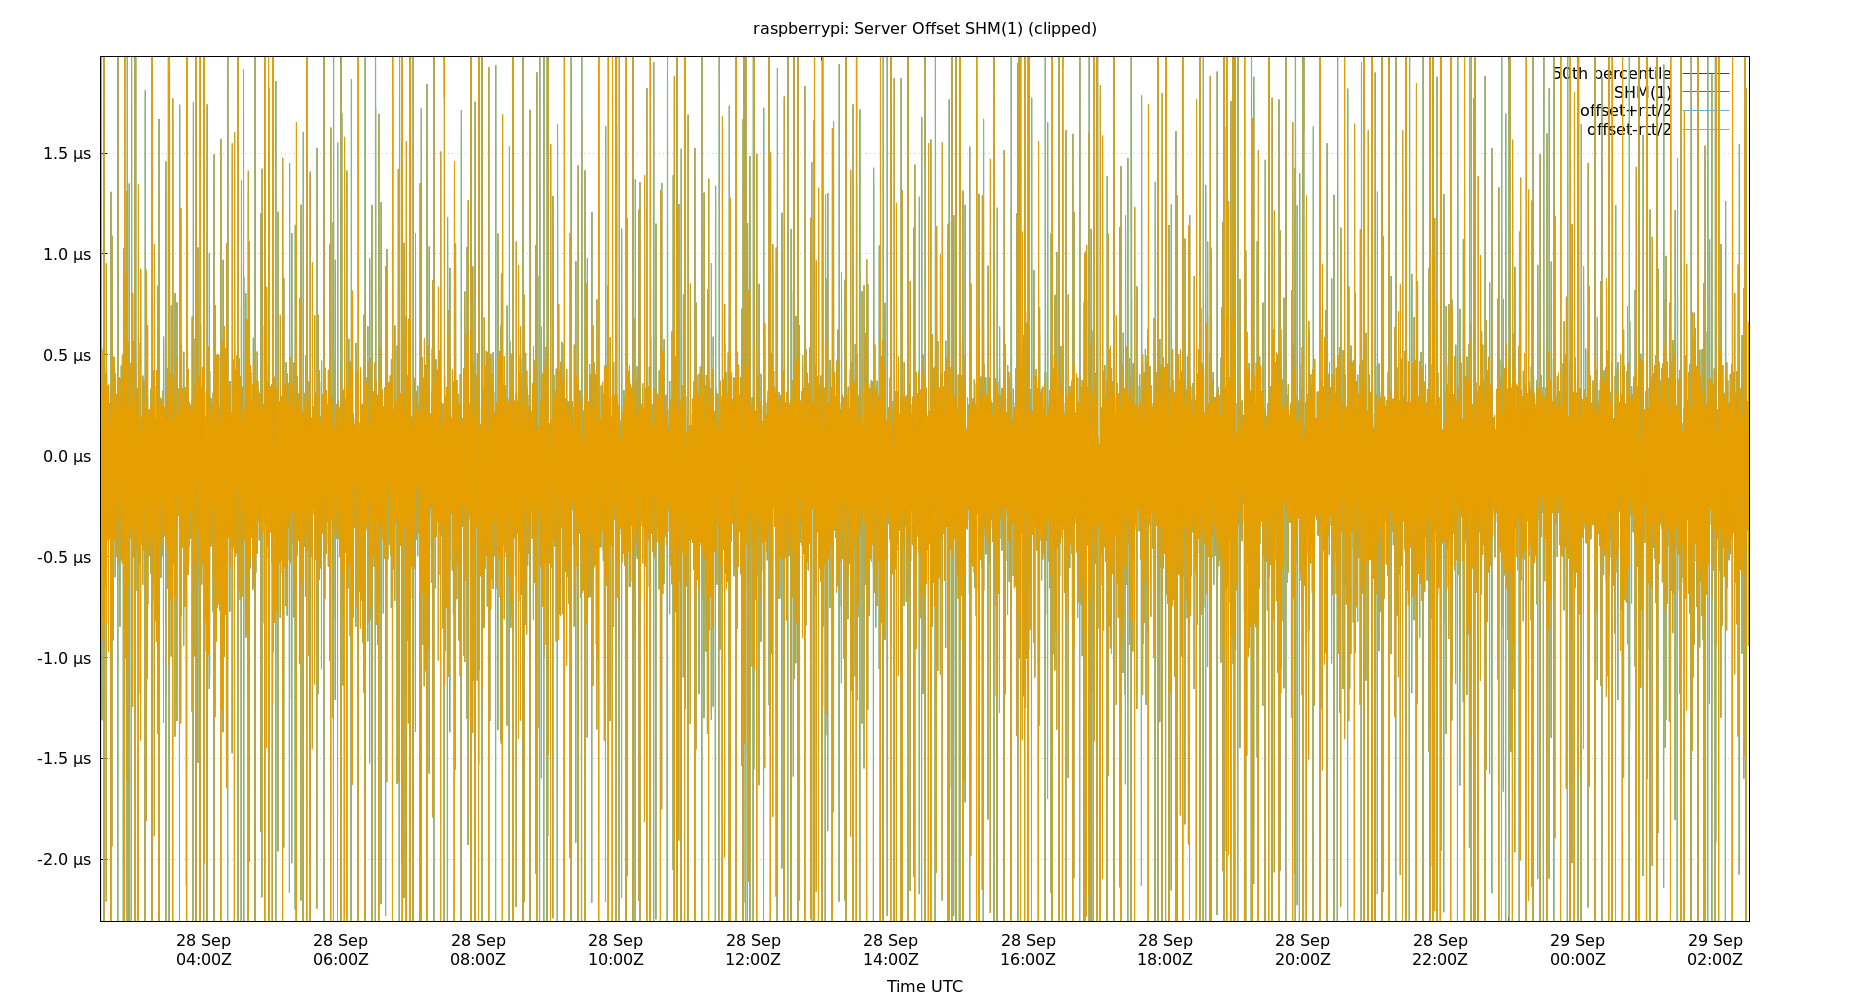 raspberrypi: Server Offset SHM(1) (clipped)
50th percentile
SHM(1)
offset+rtt/2
offset-rtt/2
1.5 µs
1.0 µs
0.5 µs
0.0 µs
-0.5 µs
-1.0 µs
-1.5 µs
-2.0 µs
28 Sep 28 Sep 28 Sep 28 Sep 28 Sep 28 Sep 28 Sep 28 Sep 28 Sep 28 Sep 29 Sep 29 Sep
04:00Z 06:00Z 08:00Z 10:00Z 12:00Z 14:00Z 16:00Z 18:00Z 20:00Z 22:00Z 00:00Z 02:00Z
Time UTC